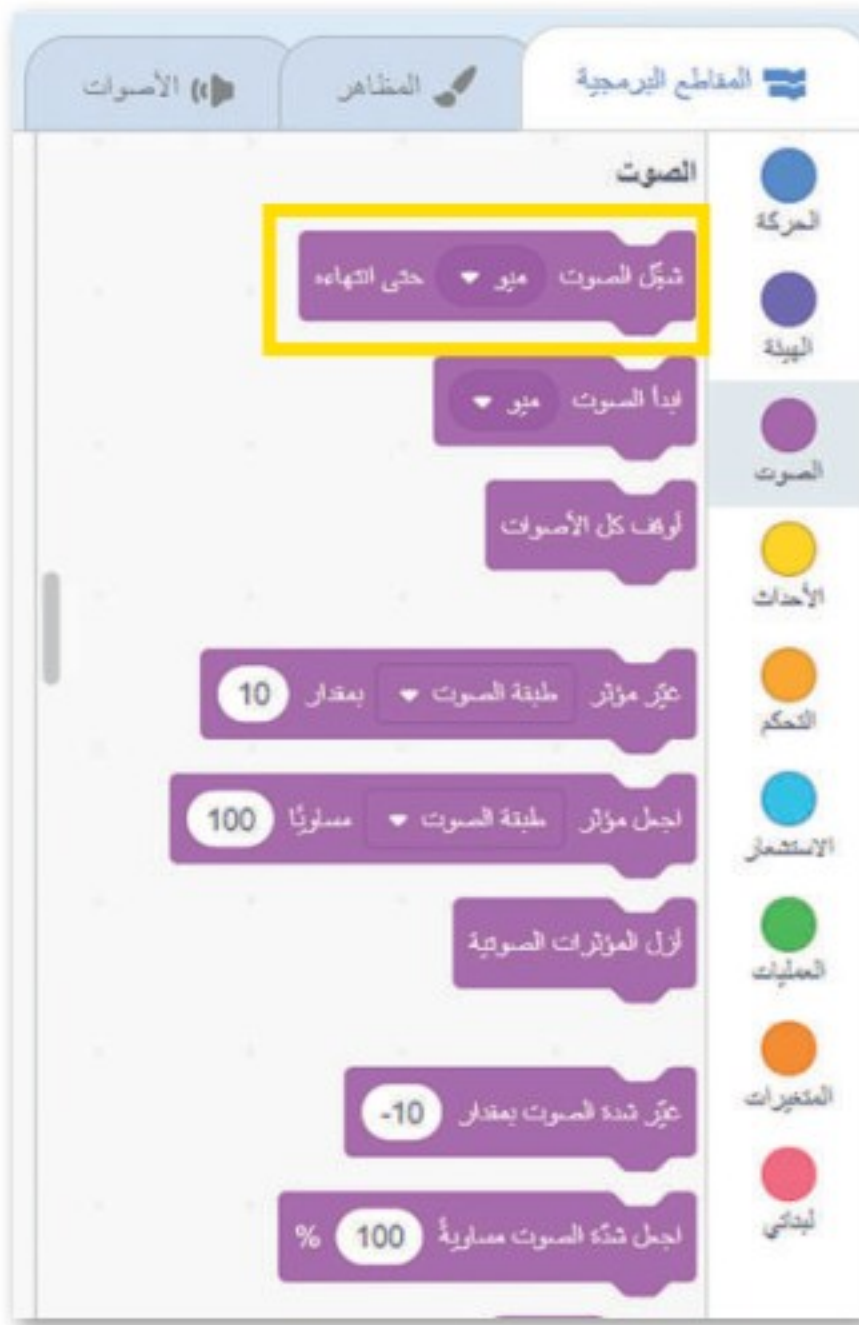 المقاطع البرمجية
المظاهر
الأصوات
الحركة
الهيئة
الصوت
الأحداث
التحكم
الاستشعار
العمليات
المتغيرات
لبناتي
الصوت
شغّل الصوت ميو حتى انتهاءه
ابدأ الصوت ميو
أوقف كل الأصوات
غيّر مؤثر طبقة الصوت بمقدار 10
اجعل مؤثر طبقة الصوت مساويًا 100
أزل المؤثرات الصوتية
غيّر شدة الصوت بمقدار -10
اجعل شدّة الصوت مساويةً 100 %